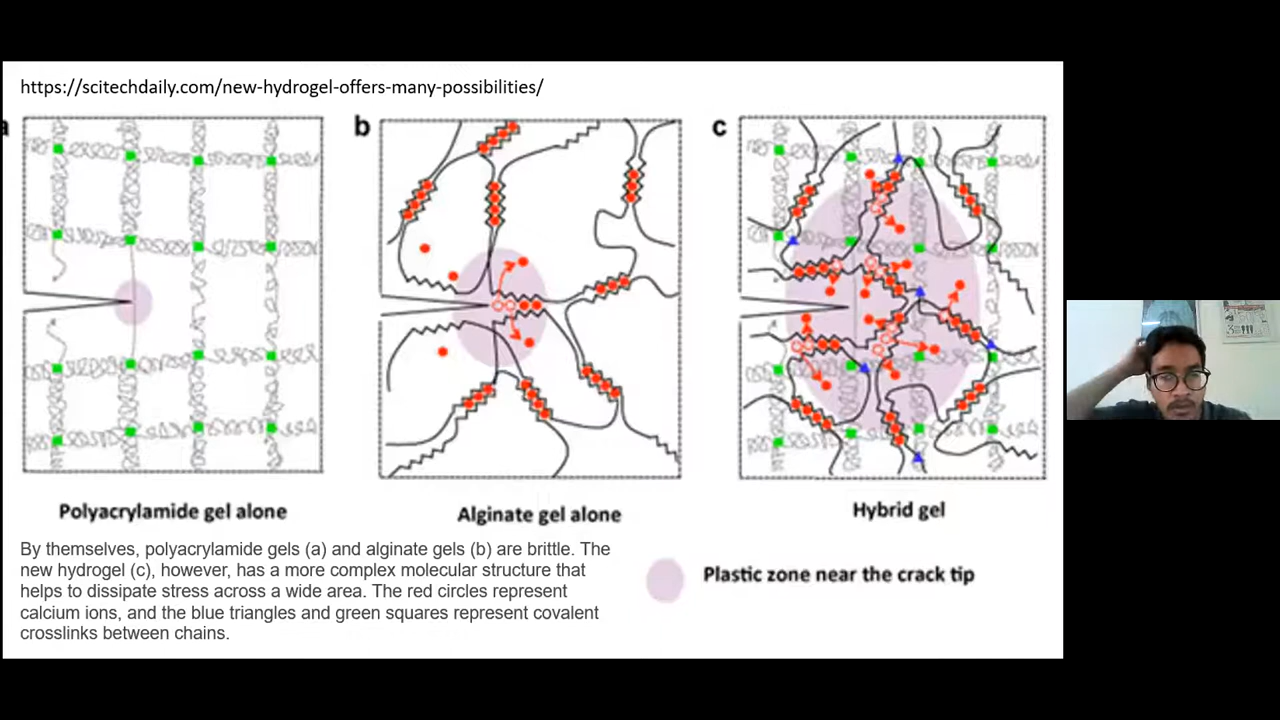 https://scitechdaily.com/new-hydrogel-offers-many-possibilities/
a
b
c
Polyacrylamide gel alone
Alginate gel alone
Hybrid gel
By themselves, polyacrylamide gels (a) and alginate gels (b) are brittle. The
new hydrogel (c), however, has a more complex molecular structure that
helps to dissipate stress across a wide area. The red circles represent
calcium ions, and the blue triangles and green squares represent covalent
crosslinks between chains.
Plastic zone near the crack tip